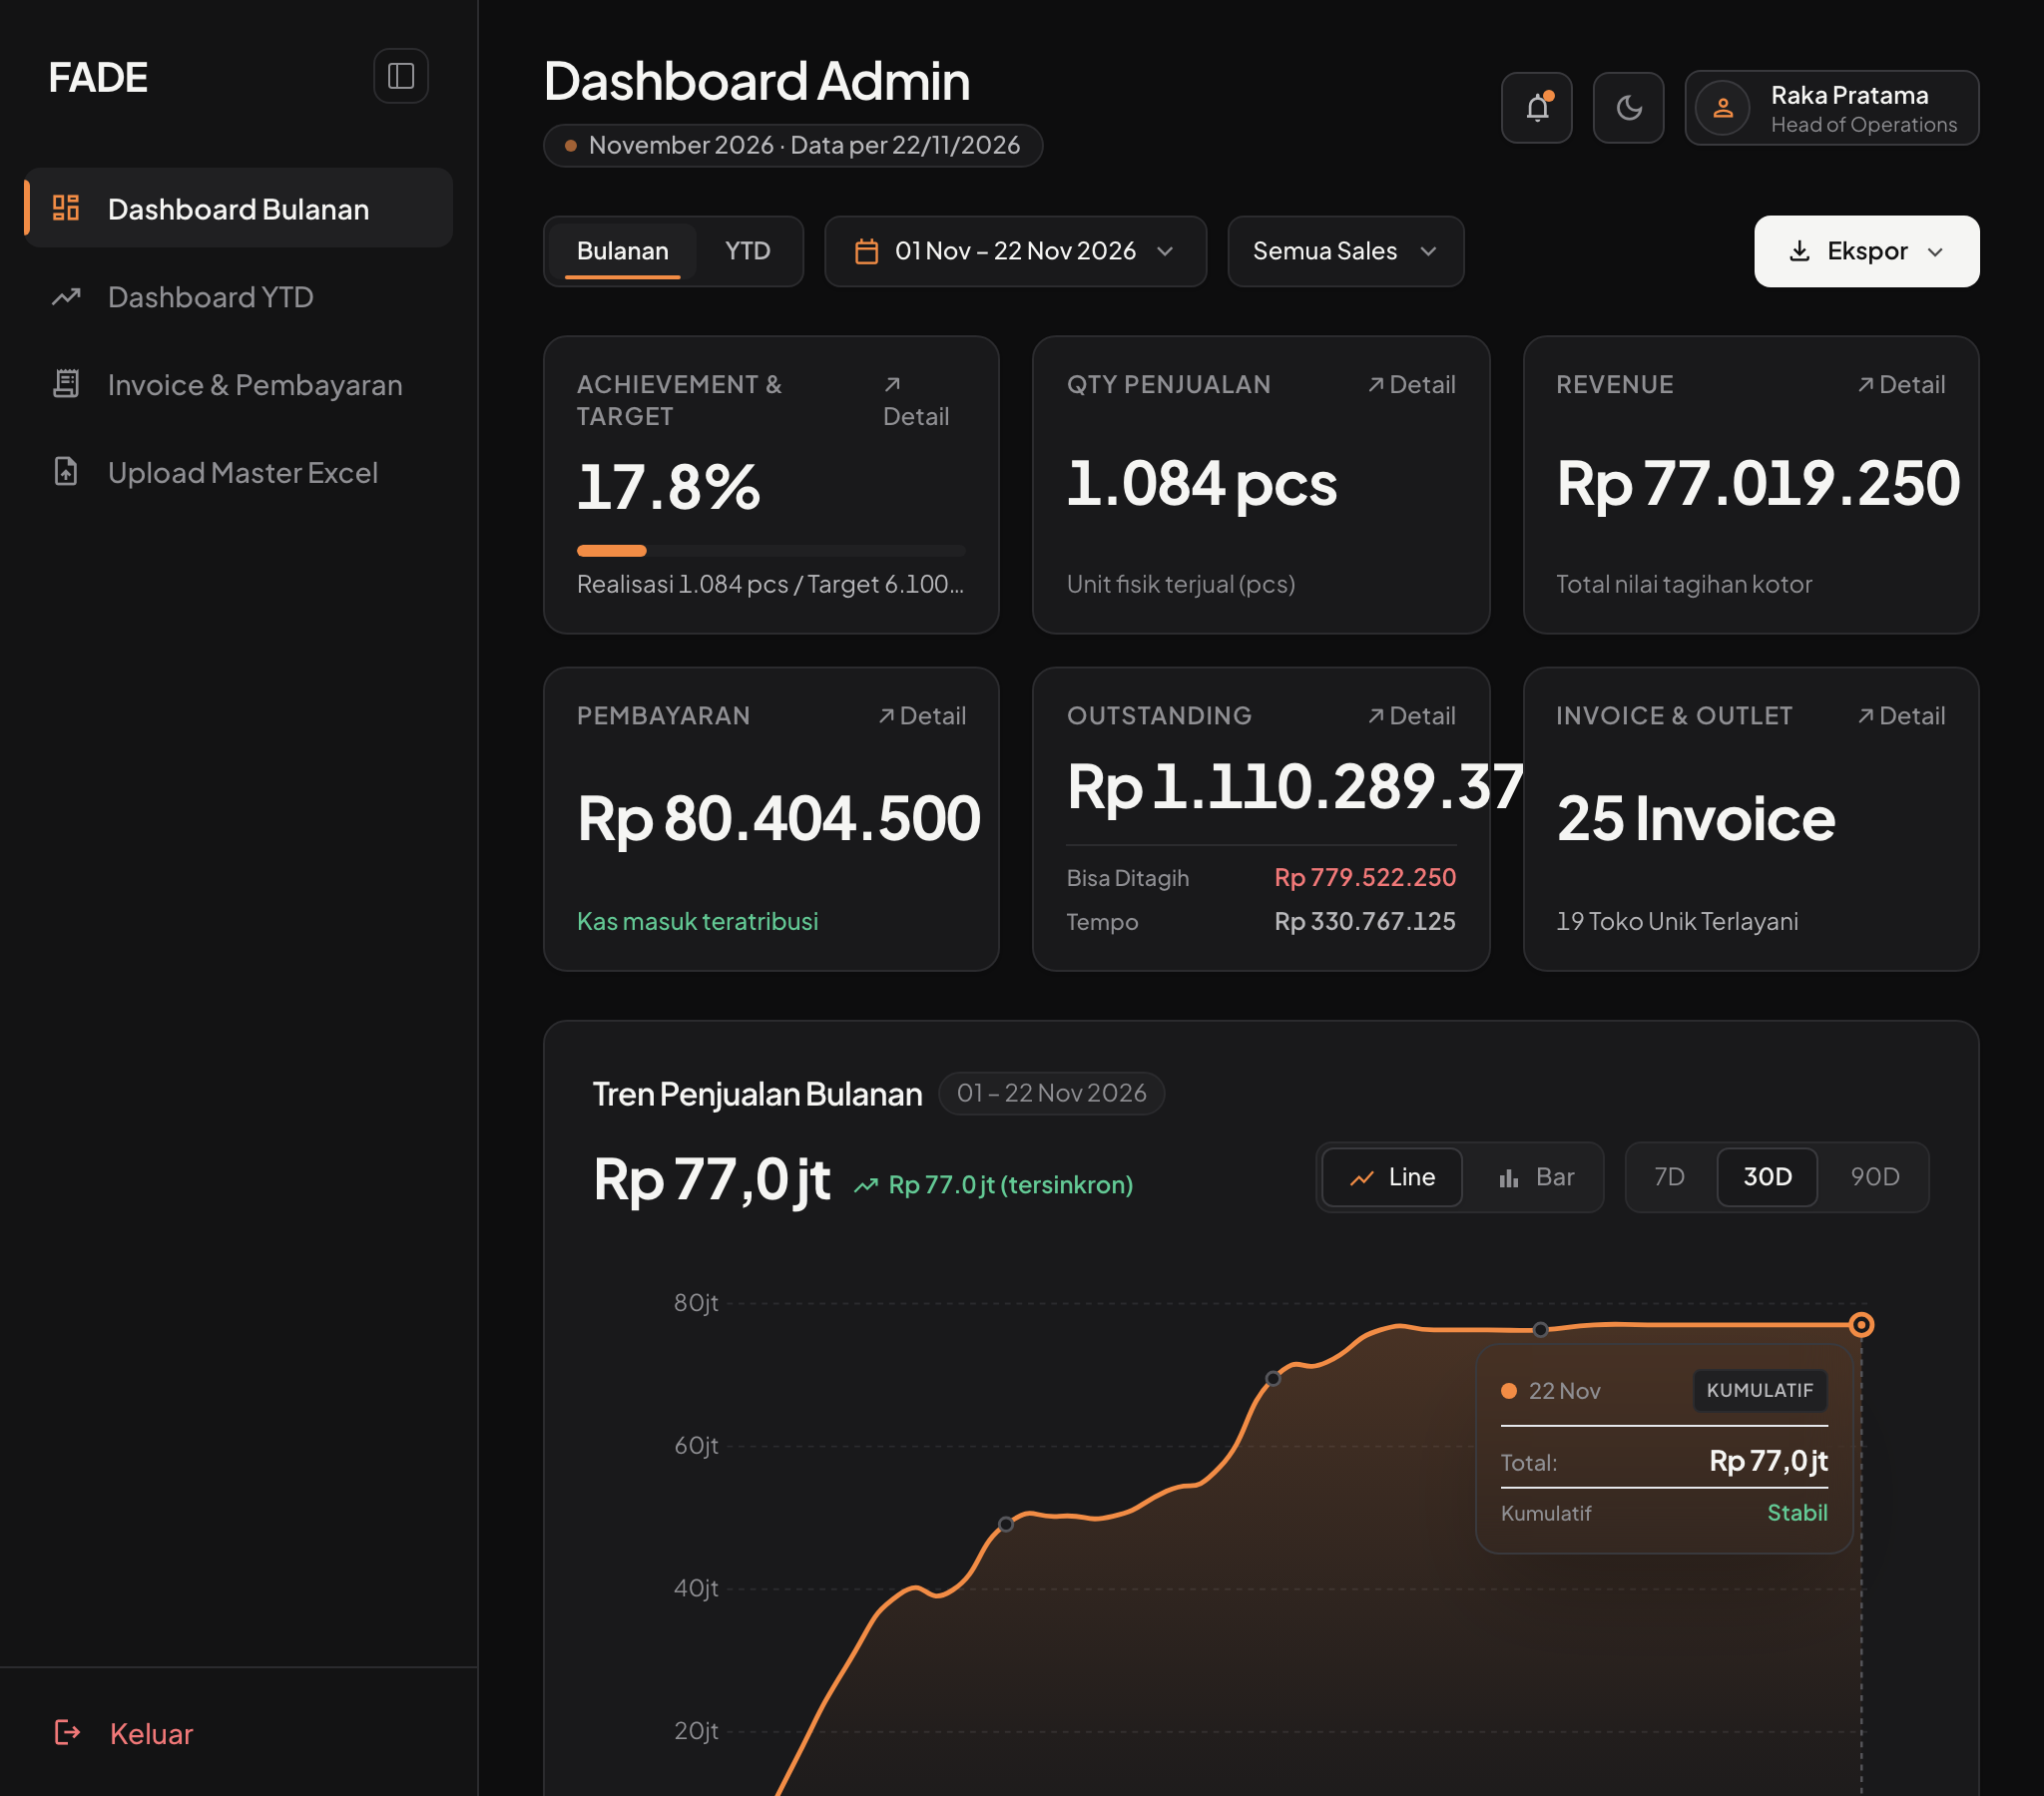 FADE
Dashboard Bulanan
Dashboard YTD
Invoice & Pembayaran
Upload Master Excel
Keluar
Dashboard Admin
November 2026 · Data per 22/11/2026
Raka Pratama
Head of Operations
Bulanan
YTD
01 Nov – 22 Nov 2026
Semua Sales
Ekspor
ACHIEVEMENT &
TARGET
Detail
17.8%
Realisasi 1.084 pcs / Target 6.100...
QTY PENJUALAN
Detail
1.084 pcs
Unit fisik terjual (pcs)
REVENUE
Detail
Rp 77.019.250
Total nilai tagihan kotor
PEMBAYARAN
Detail
Rp 80.404.500
Kas masuk teratribusi
OUTSTANDING
Detail
Rp 1.110.289.37
Bisa Ditagih
Rp 779.522.250
Tempo
Rp 330.767.125
INVOICE & OUTLET
Detail
25 Invoice
19 Toko Unik Terlayani
Tren Penjualan Bulanan
01 – 22 Nov 2026
Rp 77,0 jt
Rp 77.0 jt (tersinkron)
Line
Bar
7D
30D
90D
80jt
60jt
40jt
20jt
22 Nov
KUMULATIF
Total:
Rp 77,0 jt
Kumulatif
Stabil